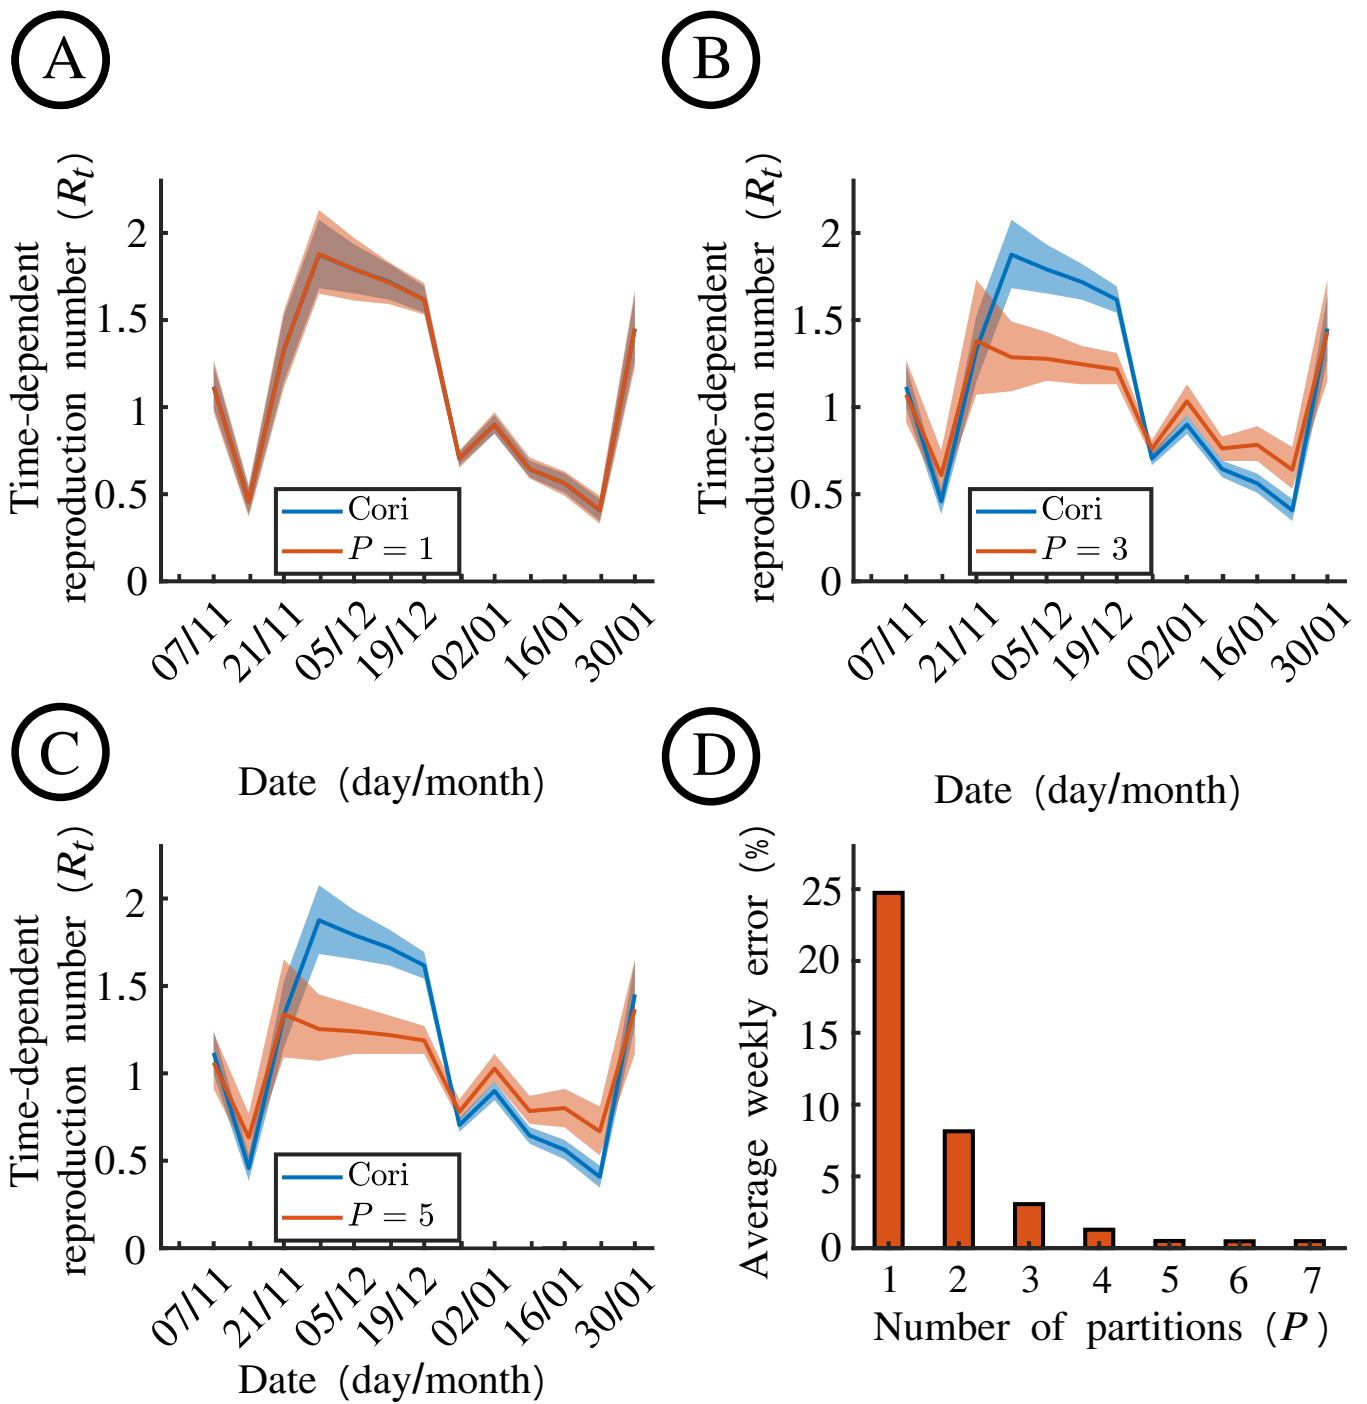 A
Time-dependent
reproduction number (Rt)
2
1.5
1
0.5
0
Cori
P = 1
07/11
21/11
05/12
19/12
02/01
16/01
30/01
Date (day/month)
B
Time-dependent
reproduction number (Rt)
2
1.5
1
0.5
0
Cori
P = 3
07/11
21/11
05/12
19/12
02/01
16/01
30/01
Date (day/month)
C
Time-dependent
reproduction number (Rt)
2
1.5
1
0.5
0
Cori
P = 5
07/11
21/11
05/12
19/12
02/01
16/01
30/01
Date (day/month)
D
Average weekly error (%)
25
20
15
10
5
0
1 2 3 4 5 6 7
Number of partitions (P)